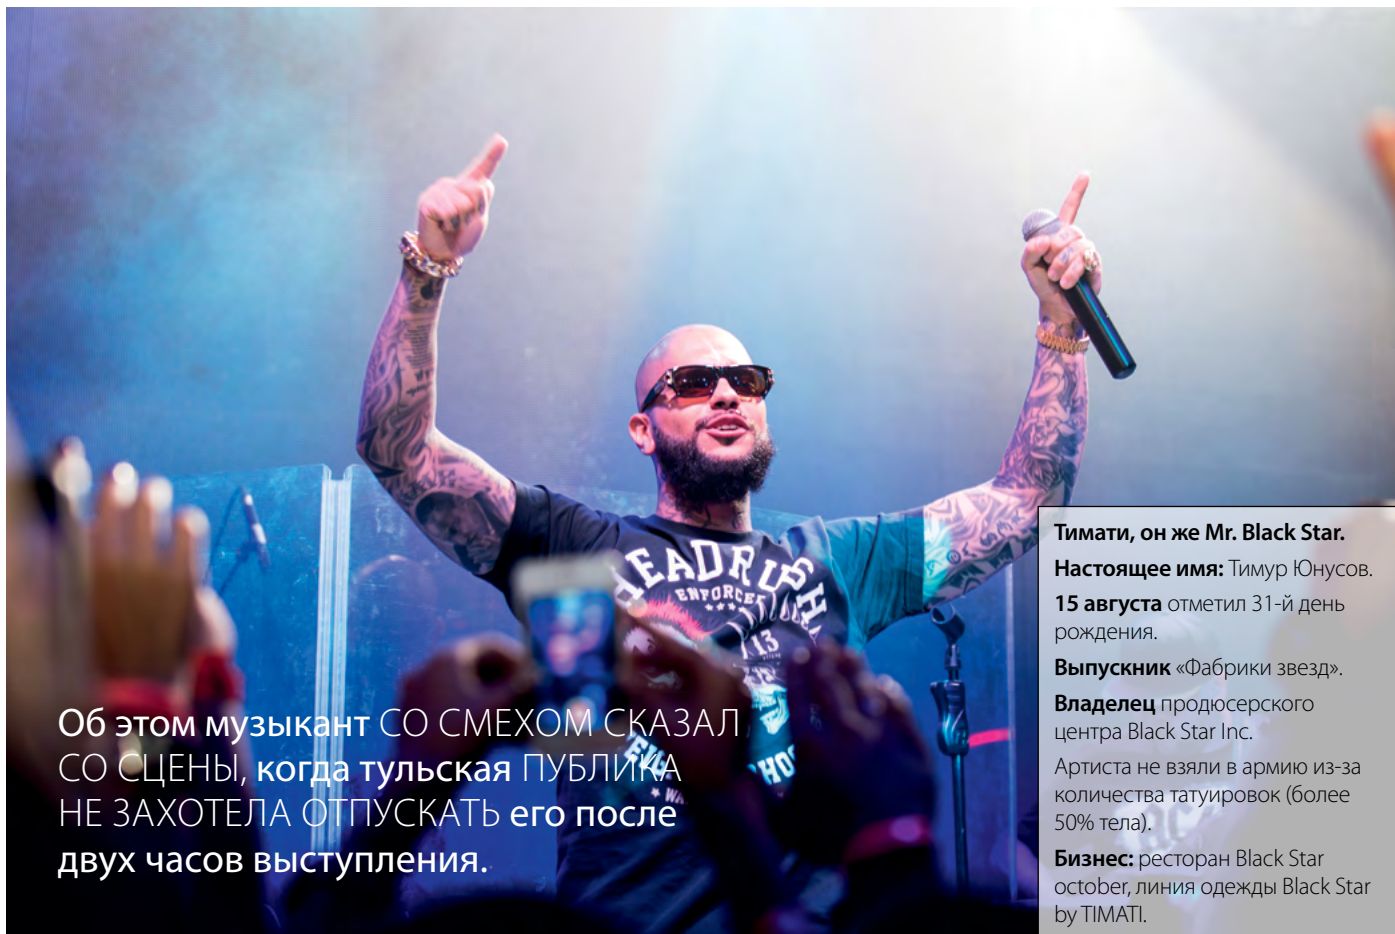 HEADRUSH
ENFORCER
13
Об этом музыкант СО СМЕХОМ СКАЗАЛ
СО СЦЕНЫ, когда тульская ПУБЛИКА
НЕ ЗАХОТЕЛА ОТПУСКАТЬ его после
двух часов выступления.
Тимати, он же Mr. Black Star.
Настоящее имя: Тимур Юнусов.
15 августа отметил 31-й день
рождения.
Выпускник «Фабрики звезд».
Владелец продюсерского
центра Black Star Inc.
Артиста не взяли в армию из-за
количества татуировок (более
50% тела).
Бизнес: ресторан Black Star
october, линия одежды Black Star
by TIMATI.